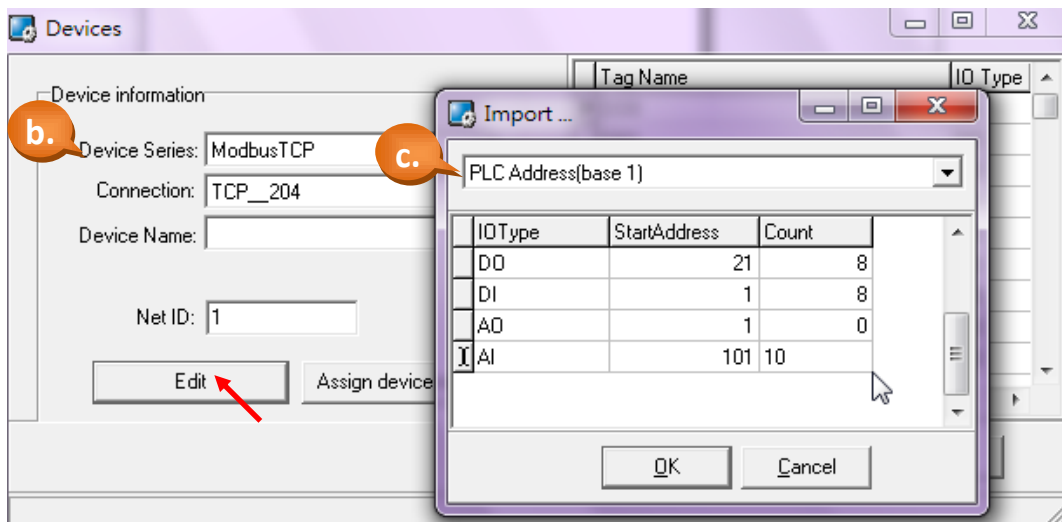 Devices
Tag Name IO Type
Device information
b.
Device Series: ModbusTCP
Connection: TCP__204
Device Name:
Net ID: 1
Edit Assign device
Import ...
c.
PLC Address(base 1)
IOType StartAddress Count
DO 21 8
DI 1 8
AO 1 0
AI 101 10
OK Cancel